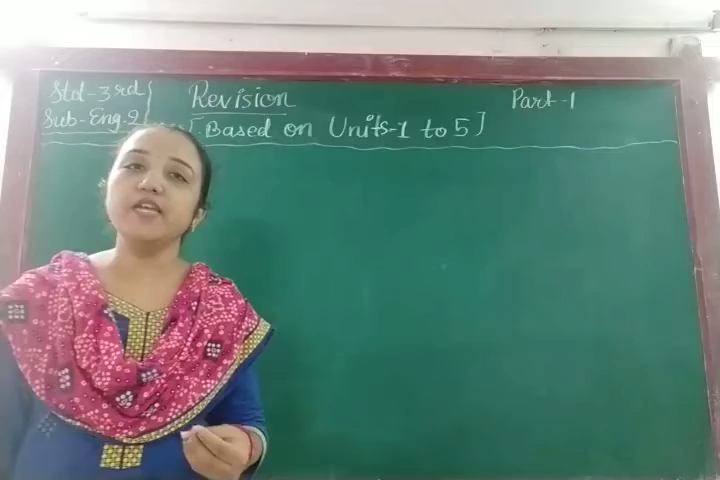 Std-3rd
Sub-Eng.2
Revision
[Based on Units-1 to 5]
Part-1